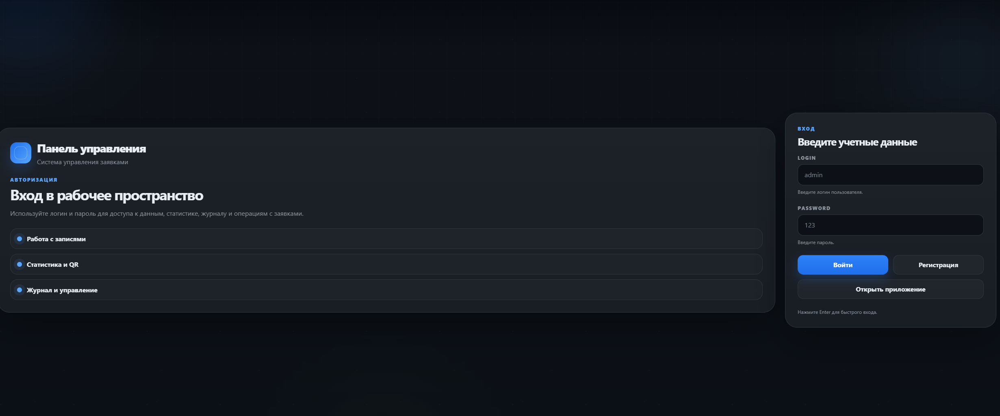 Панель управления
Система управления заявками
АВТОРИЗАЦИЯ
Вход в рабочее пространство
Используйте логин и пароль для доступа к данным, статистике, журналу и операциям с заявками.
Работа с записями
Статистика и QR
Журнал и управление
ВХОД
Введите учетные данные
LOGIN
admin
Введите логин пользователя.
PASSWORD
123
Введите пароль.
Войти
Регистрация
Открыть приложение
Нажмите Enter для быстрого входа.